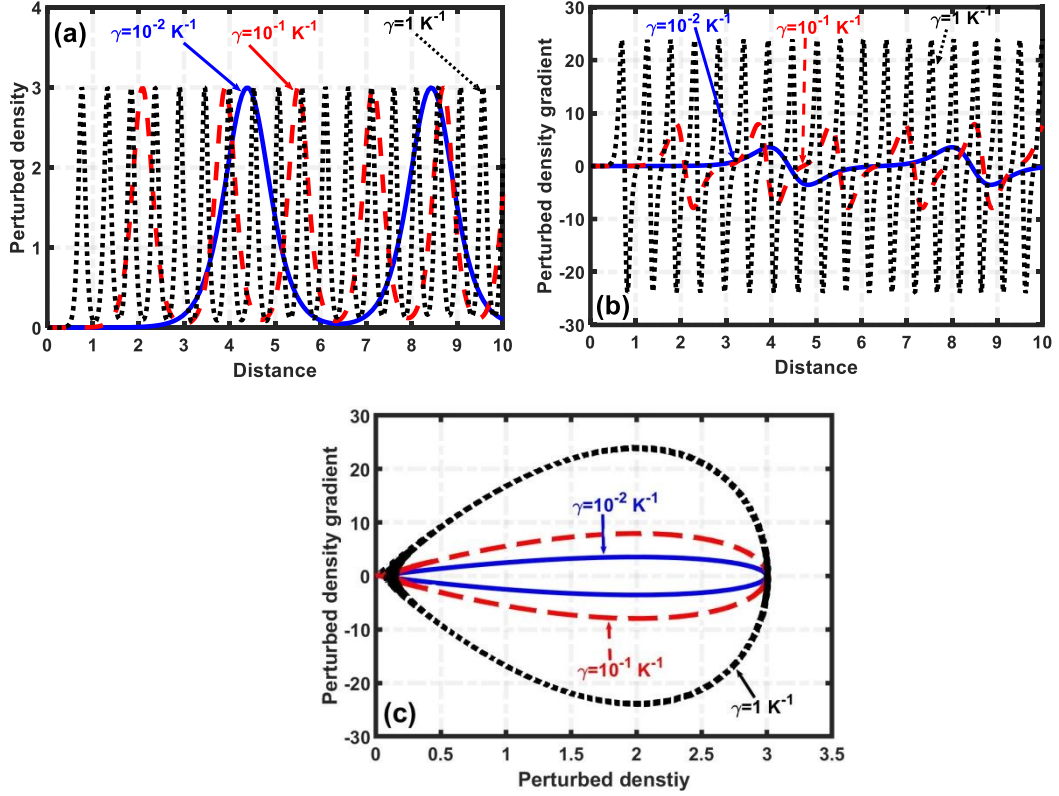 (a)
γ=10⁻² K⁻¹
γ=10⁻¹ K⁻¹
γ=1 K⁻¹
Perturbed density
4
3
2
1
0
0 1 2 3 4 5 6 7 8 9 10
Distance
γ=10⁻² K⁻¹
γ=10⁻¹ K⁻¹
γ=1 K⁻¹
Perturbed density gradient
30
20
10
0
-10
-20
-30
(b)
0 1 2 3 4 5 6 7 8 9 10
Distance
Perturbed density gradient
30
20
10
0
-10
-20
-30
γ=10⁻² K⁻¹
γ=10⁻¹ K⁻¹
γ=1 K⁻¹
(c)
0 0.5 1 1.5 2 2.5 3 3.5
Perturbed denstiy